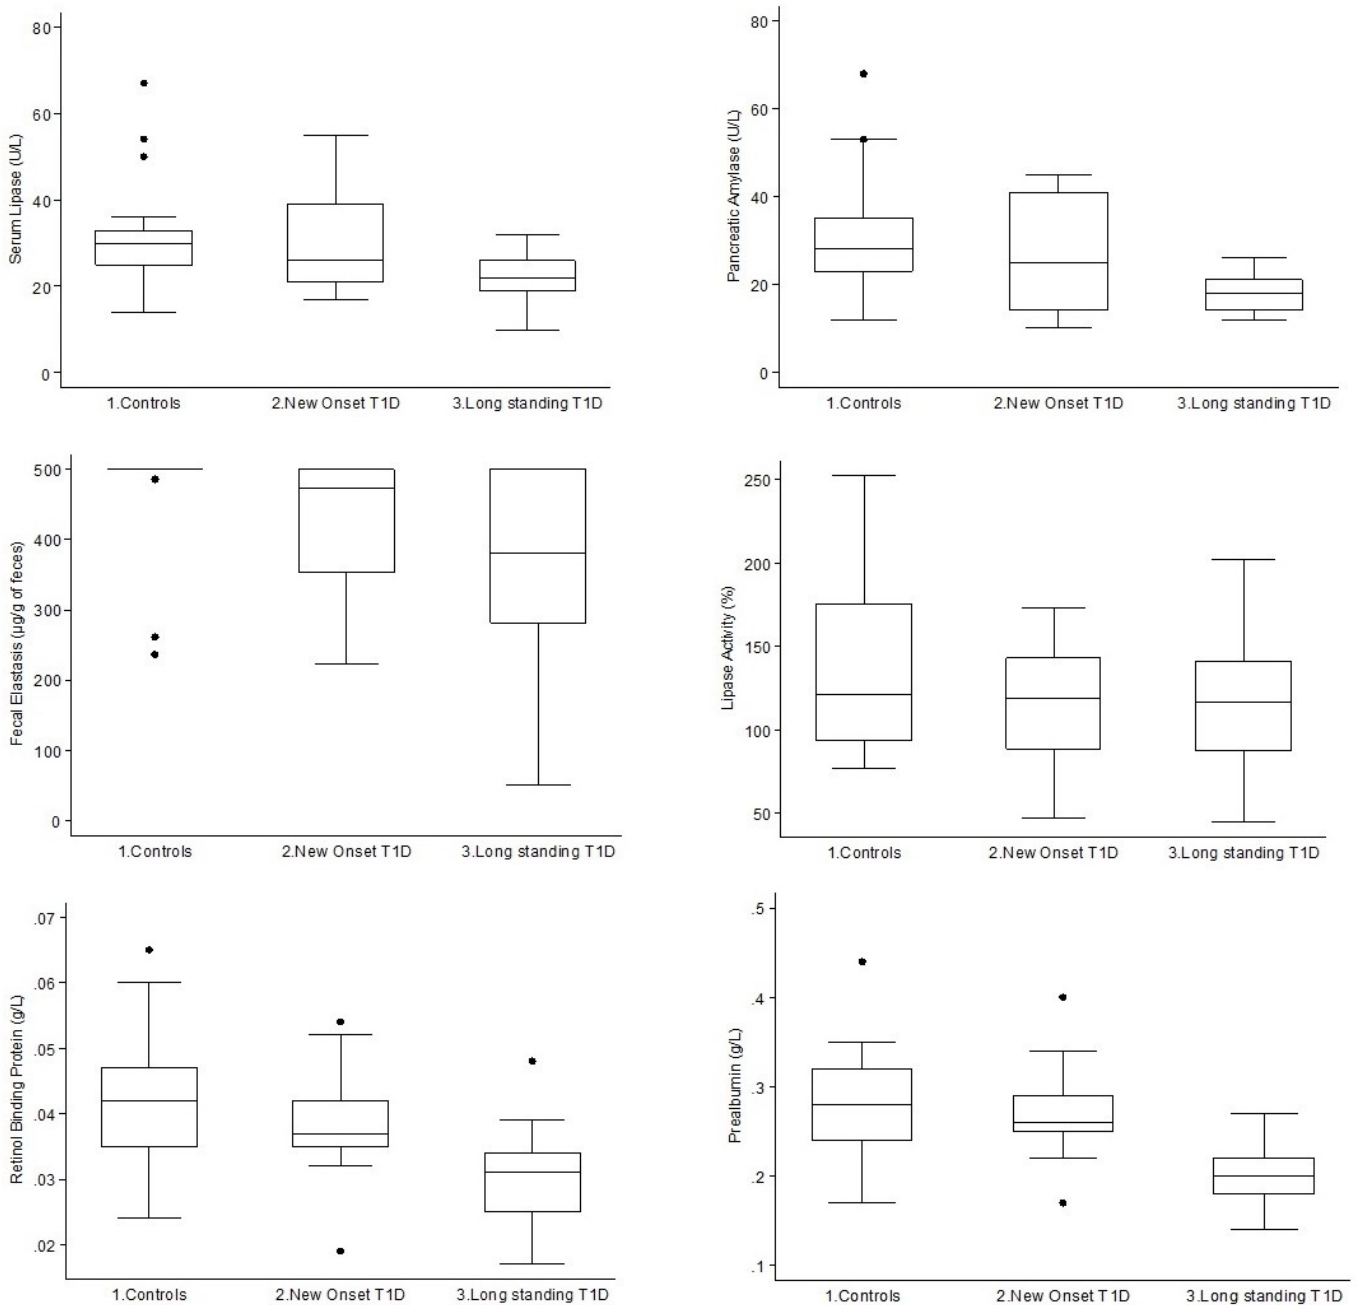 80
60
40
20
0
Serum Lipase (U/L)
1.Controls
2.New Onset T1D
3.Long standing T1D
80
60
40
20
0
Pancreatic Amylase (U/L)
1.Controls
2.New Onset T1D
3.Long standing T1D
500
400
300
200
100
0
Fecal Elastasis (µg/g of feces)
1.Controls
2.New Onset T1D
3.Long standing T1D
250
200
150
100
50
Lipase Activity (%)
1.Controls
2.New Onset T1D
3.Long standing T1D
.07
.06
.05
.04
.03
.02
Retinol Binding Protein (g/L)
1.Controls
2.New Onset T1D
3.Long standing T1D
.5
.4
.3
.2
.1
Prealbumin (g/L)
1.Controls
2.New Onset T1D
3.Long standing T1D